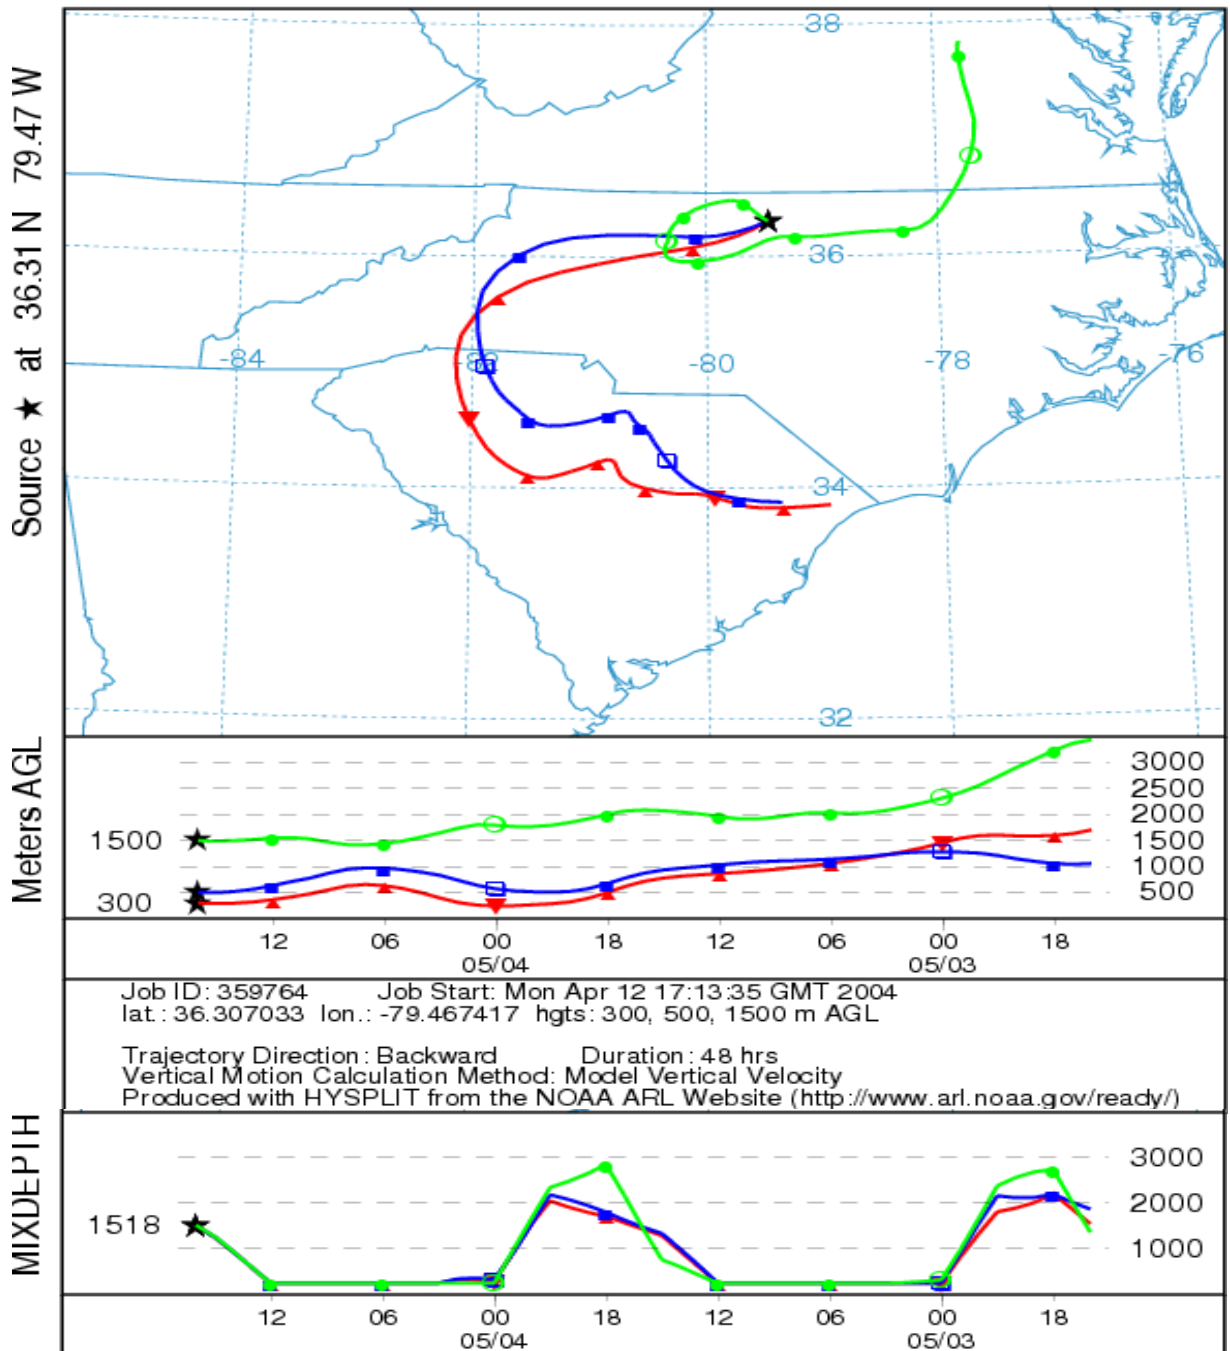 Source ★ at 36.31 N 79.47 W
38
36
-84
-82
-80
-78
-76
34
32
Meters AGL
3000
2500
2000
1500
1500
1000
500
300
12 06 00 18 12 06 00 18
05/04 05/03
Job ID: 359764 Job Start: Mon Apr 12 17:13:35 GMT 2004
lat.: 36.307033 lon.: -79.467417 hgts: 300, 500, 1500 m AGL
Trajectory Direction: Backward Duration: 48 hrs
Vertical Motion Calculation Method: Model Vertical Velocity
Produced with HYSPLIT from the NOAA ARL Website (http://www.arl.noaa.gov/ready/)
MIXDEPTH
3000
2000
1518
1000
12 06 00 18 12 06 00 18
05/04 05/03